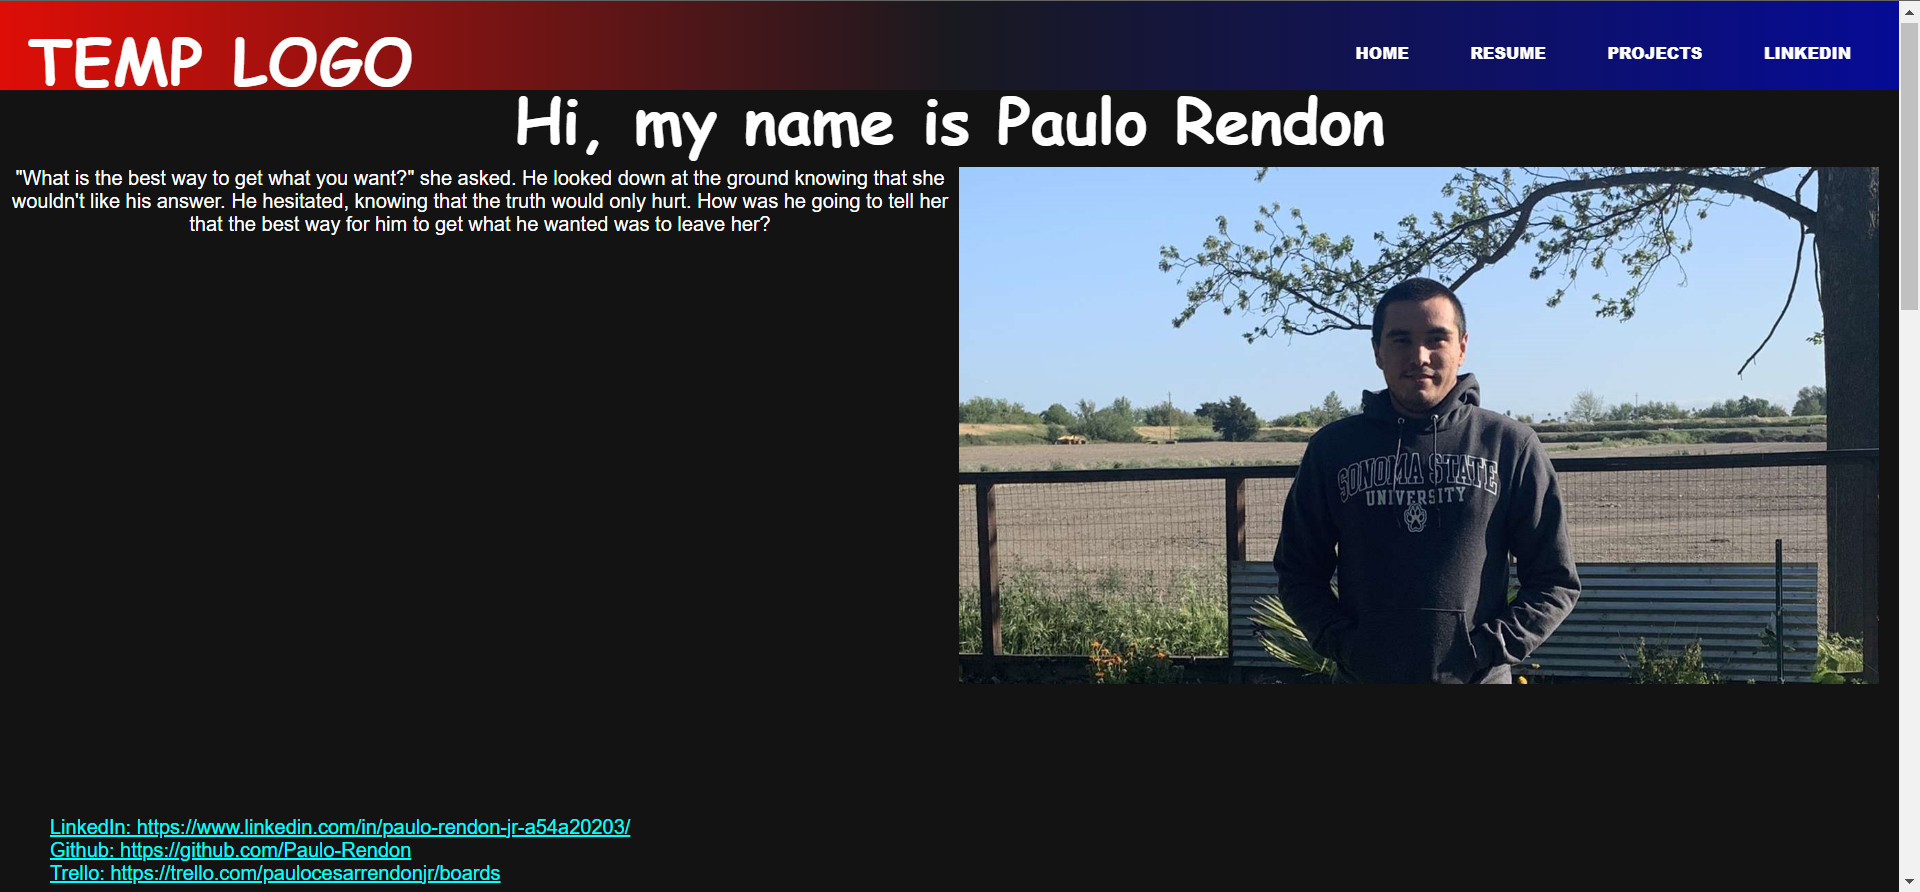 TEMP LOGO
HOME RESUME PROJECTS LINKEDIN
Hi, my name is Paulo Rendon
"What is the best way to get what you want?" she asked. He looked down at the ground knowing that she
wouldn't like his answer. He hesitated, knowing that the truth would only hurt. How was he going to tell her
that the best way for him to get what he wanted was to leave her?
SONOMA STATE
UNIVERSITY
LinkedIn: https://www.linkedin.com/in/paulo-rendon-jr-a54a20203/
Github: https://github.com/Paulo-Rendon
Trello: https://trello.com/paulocesarrendonjr/boards